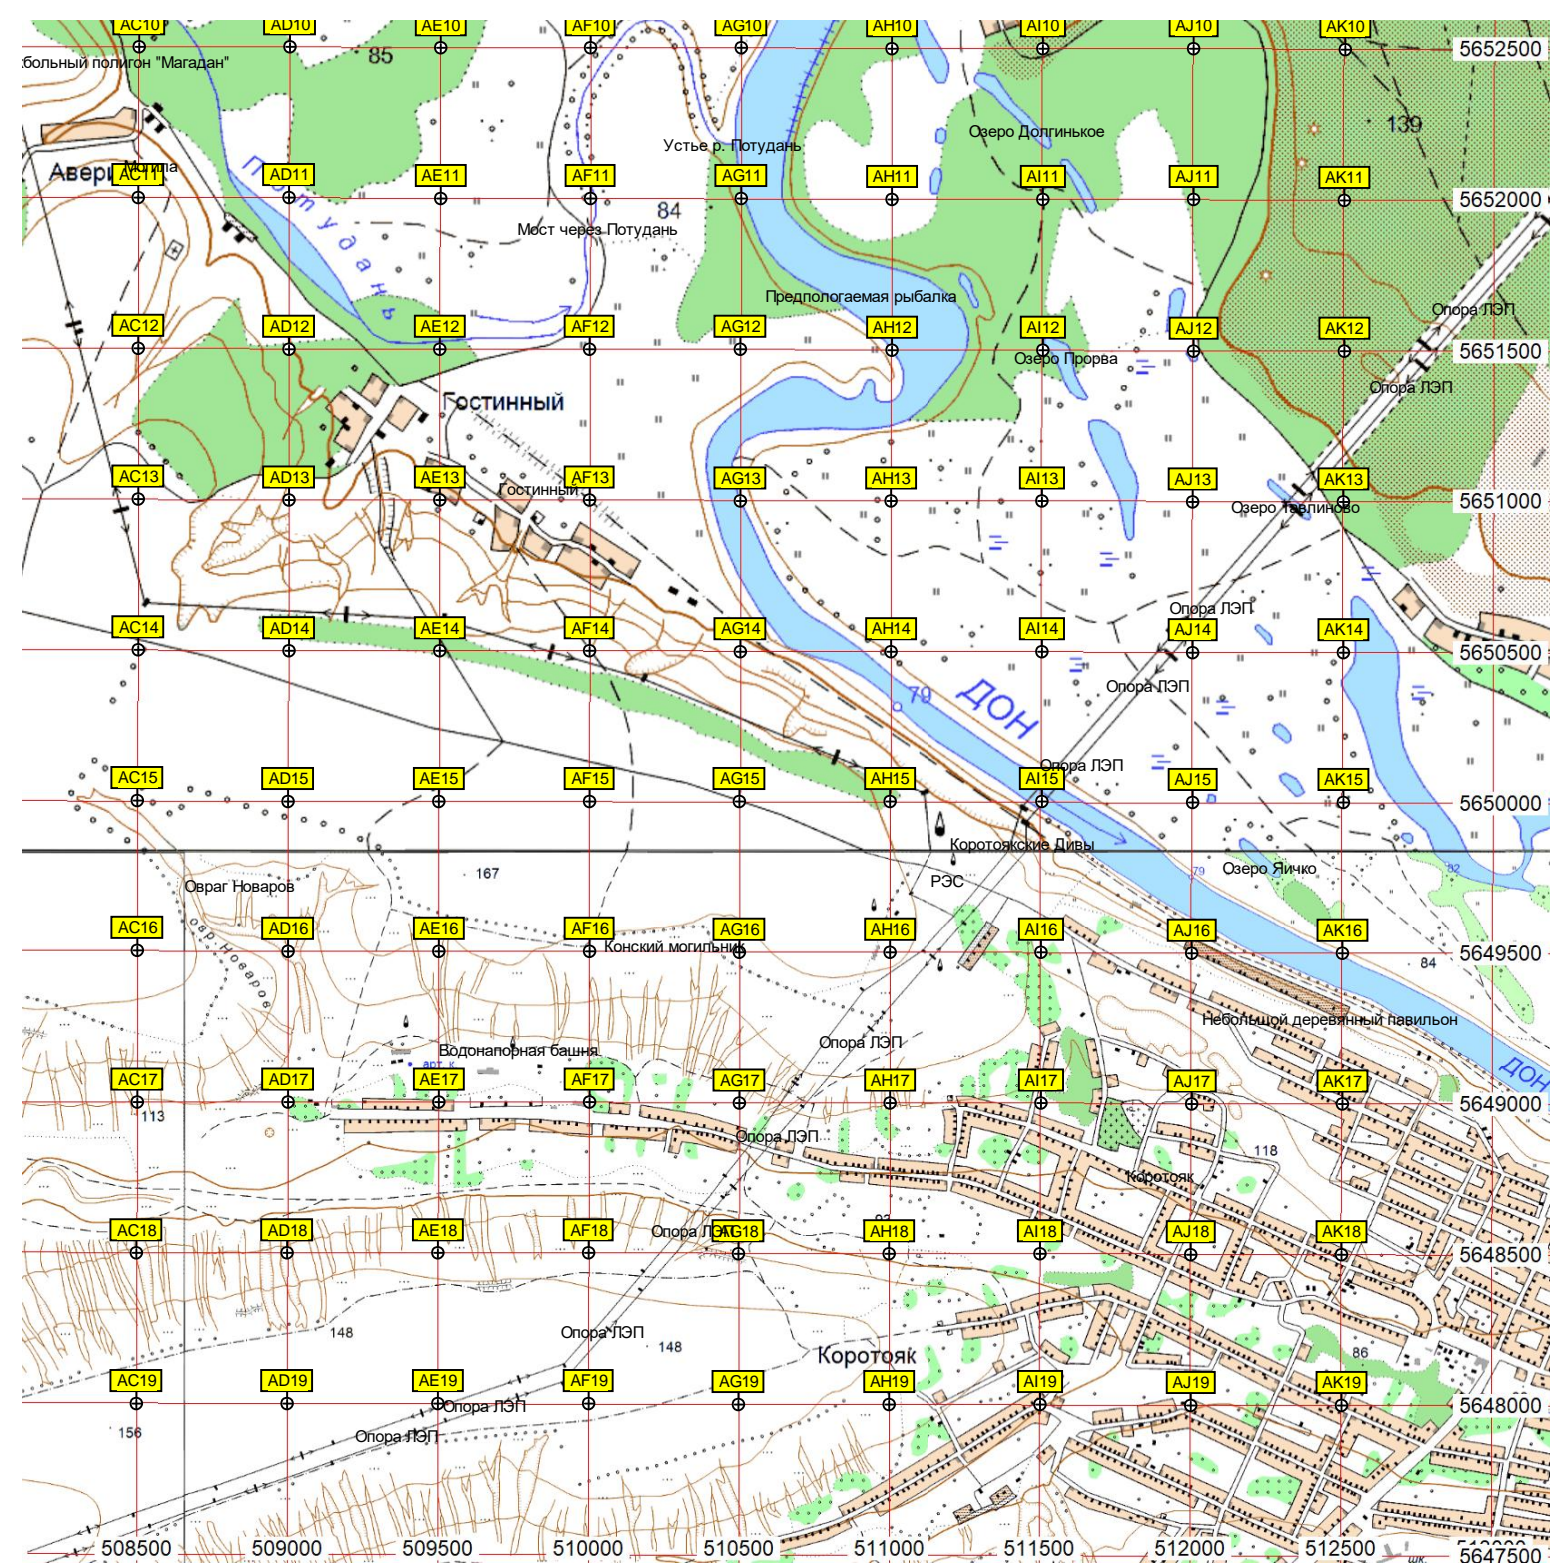 AC10 AD10 AE10 AF10 AG10 AH10 AI10 AJ10 AK10
5652500
85
больный полигон "Магадан"
139
Озеро Долгинькое
Устье р. Потудань
Могила
AC11 AD11 AE11 AF11 AG11 AH11 AI11 AJ11 AK11
Потудань
5652000
84
Мост через Потудань
Предпологаемая рыбалка
Опора ЛЭП
AC12 AD12 AE12 AF12 AG12 AH12 AI12 AJ12 AK12
5651500
Озеро Прорва
Опора ЛЭП
Гостинный
AC13 AD13 AE13 AF13 AG13 AH13 AI13 AJ13 AK13
Гостинный
5651000
Озеро Тавлиново
Опора ЛЭП
AC14 AD14 AE14 AF14 AG14 AH14 AI14 AJ14 AK14
5650500
Опора ЛЭП
79
ДОН
Опора ЛЭП
AC15 AD15 AE15 AF15 AG15 AH15 AI15 AJ15 AK15
5650000
Коротоякские Дивы
167
79
Озеро Яичко
82
Овраг Новаров
РЭС
овр. Новаров
AC16 AD16 AE16 AF16 AG16 AH16 AI16 AJ16 AK16
Конский могильник
5649500
84
Небольшой деревянный павильон
Опора ЛЭП
Водонапорная башня
арт. к.
ДОН
AC17 AD17 AE17 AF17 AG17 AH17 AI17 AJ17 AK17
5649000
113
Опора ЛЭП
118
Коротояк
AC18 AD18 AE18 AF18 AG18 AH18 AI18 AJ18 AK18
Опора ЛЭП
5648500
148
Опора ЛЭП
148
Коротояк
86
AC19 AD19 AE19 AF19 AG19 AH19 AI19 AJ19 AK19
Опора ЛЭП
5648000
156
Опора ЛЭП
508500 509000 509500 510000 510500 511000 511500 512000 512500
шк.